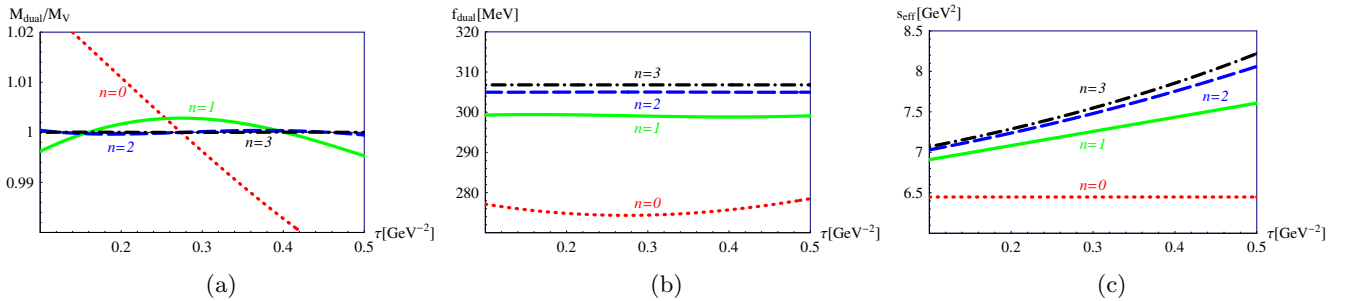 M_dual/M_V
1.02
1.01
1
0.99
n=0
n=1
n=2
n=3
0.2
0.3
0.4
0.5
τ[GeV⁻²]
(a)
f_dual[MeV]
320
310
300
290
280
n=3
n=2
n=1
n=0
0.2
0.3
0.4
0.5
τ[GeV⁻²]
(b)
s_eff[GeV²]
8.5
8
7.5
7
6.5
n=3
n=2
n=1
n=0
0.2
0.3
0.4
0.5
τ[GeV⁻²]
(c)